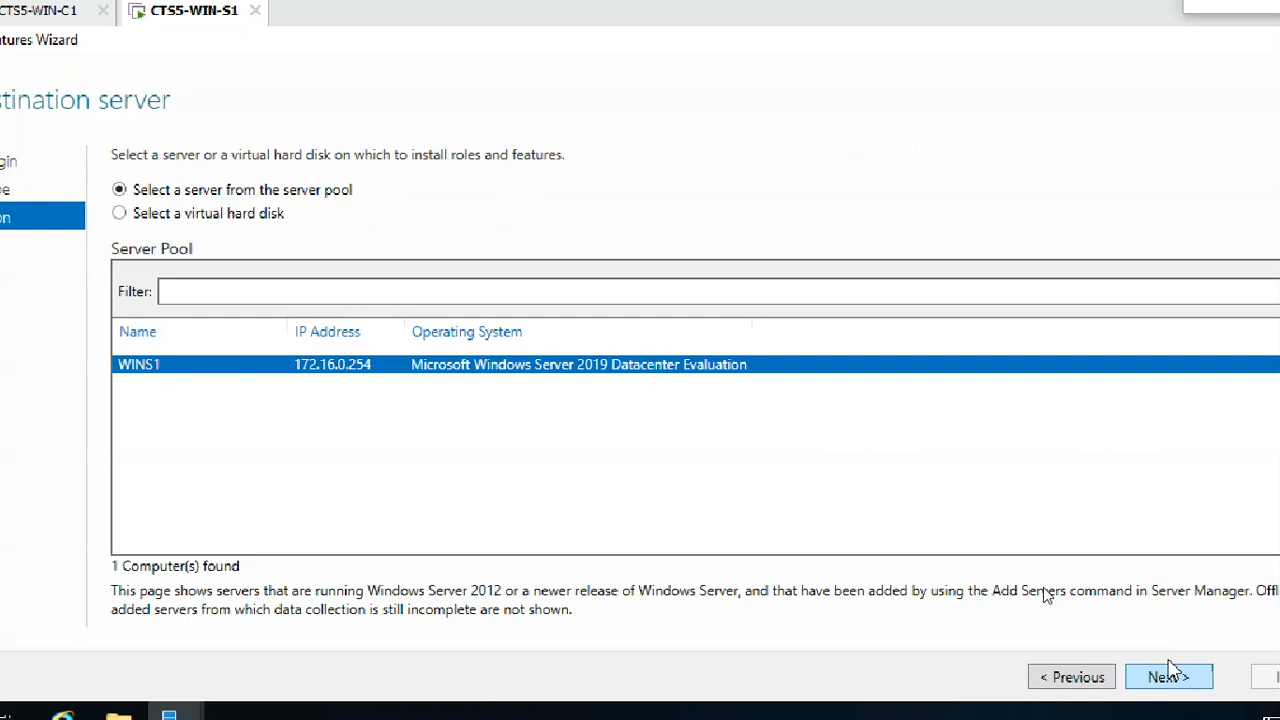 CTS5-WIN-C1
CTS5-WIN-S1
tures Wizard
stination server
gin
Select a server or a virtual hard disk on which to install roles and features.
pe
Select a server from the server pool
on
Select a virtual hard disk
Server Pool
Filter:
Name IP Address Operating System
WINS1 172.16.0.254 Microsoft Windows Server 2019 Datacenter Evaluation
1 Computer(s) found
This page shows servers that are running Windows Server 2012 or a newer release of Windows Server, and that have been added by using the Add Servers command in Server Manager. Offl
added servers from which data collection is still incomplete are not shown.
< Previous
Next >